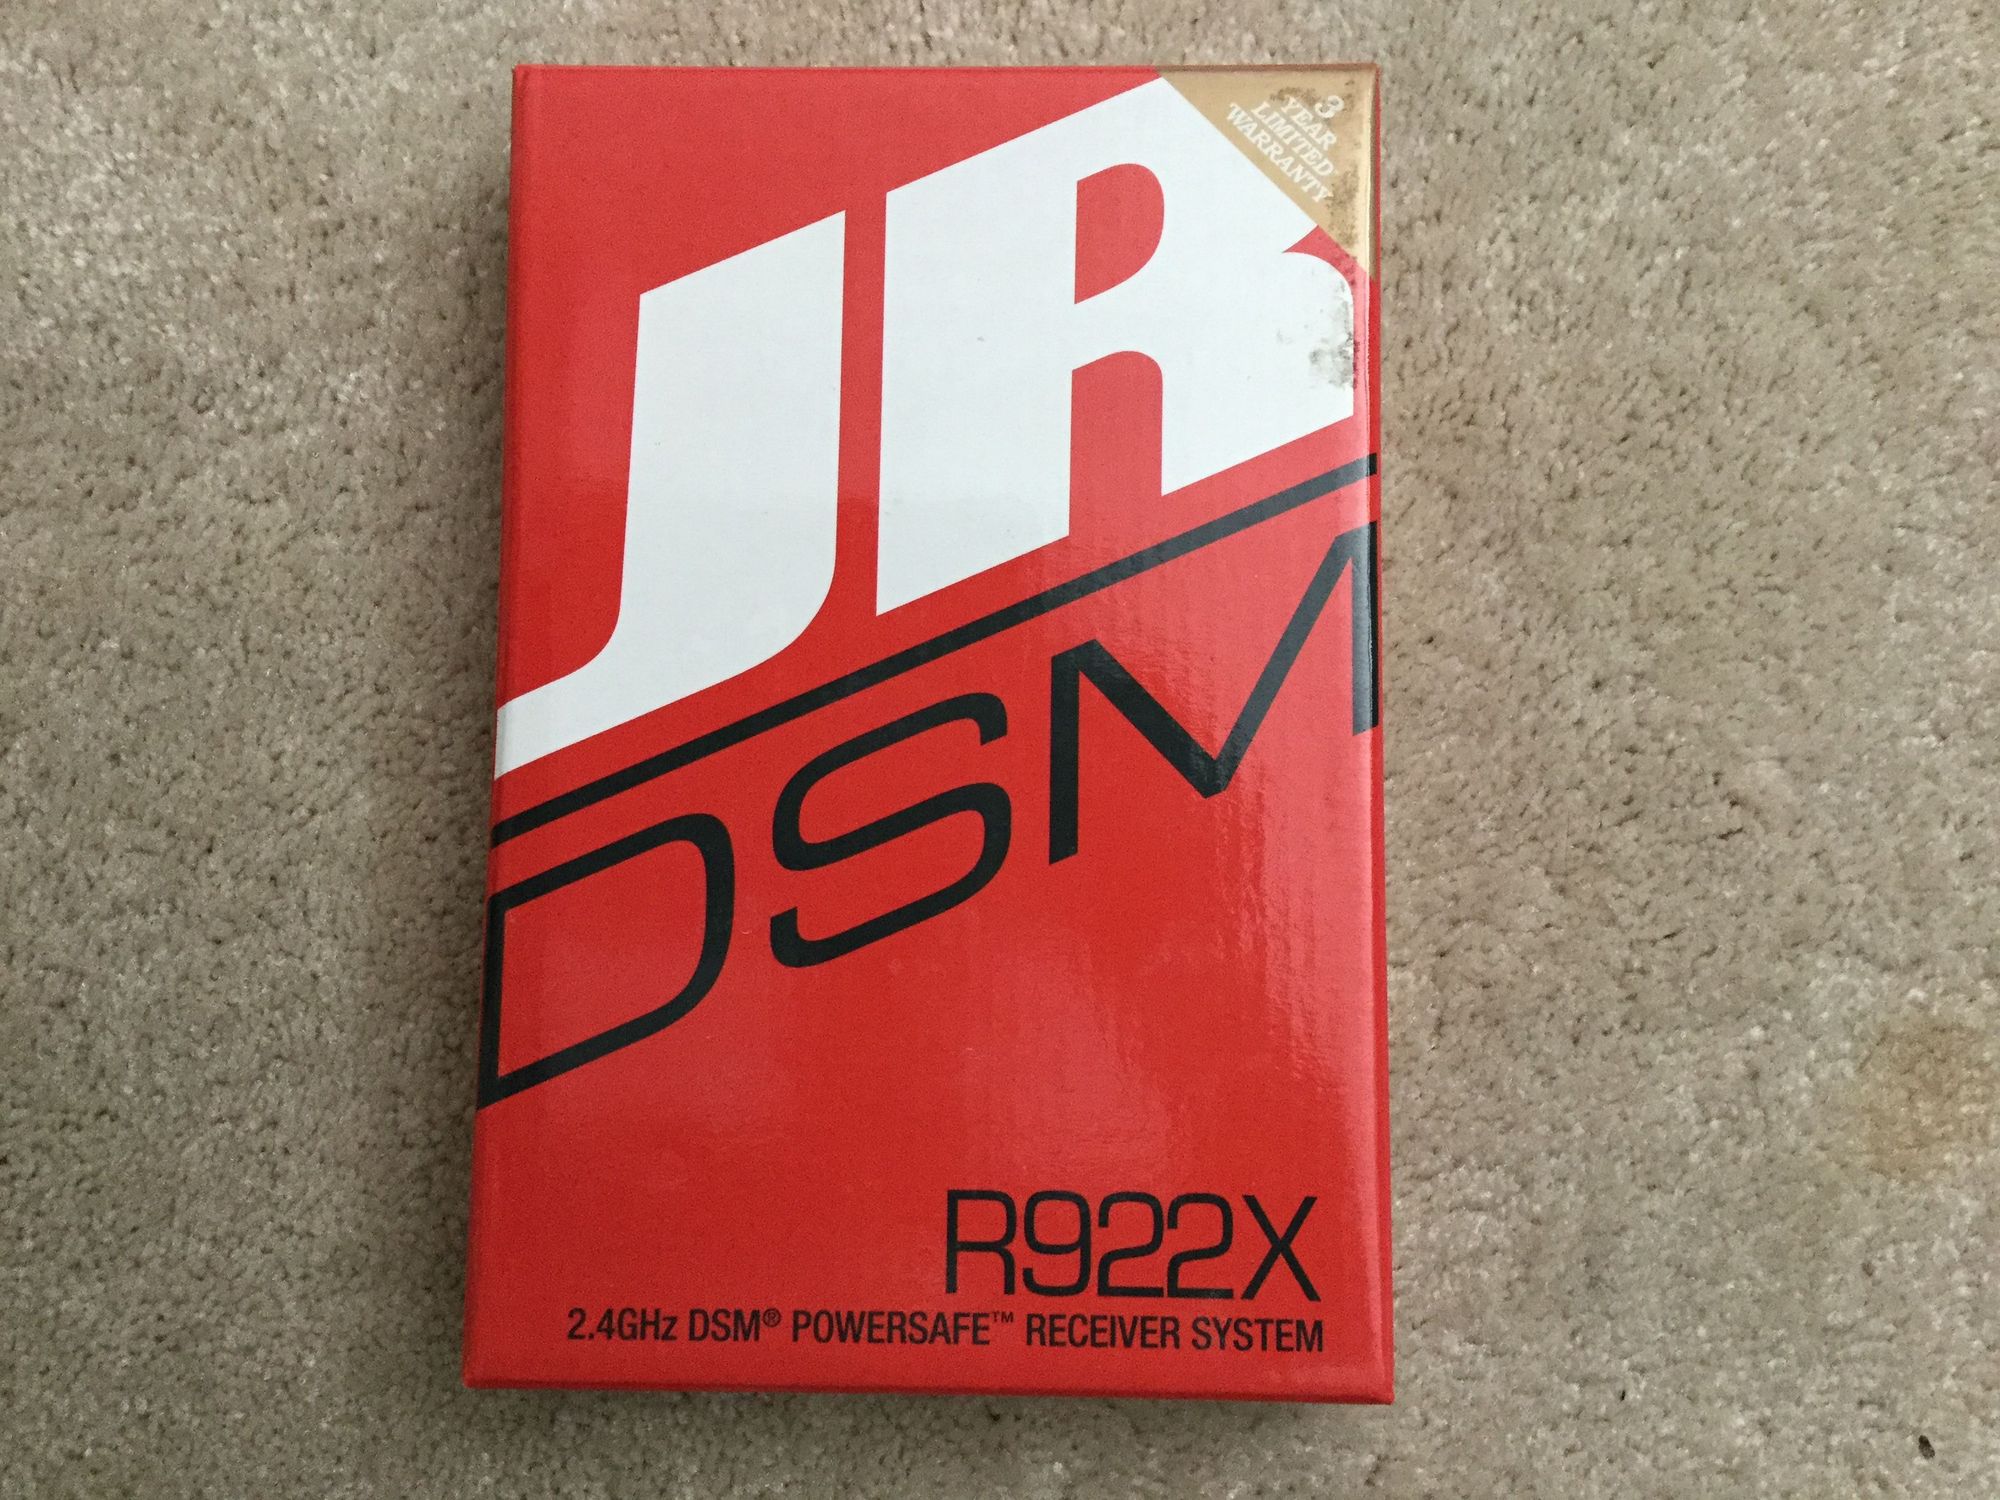 3
YEAR
LIMITED
WARRANTY
JR
DSM
R922X
2.4GHz DSM® POWERSAFE™ RECEIVER SYSTEM